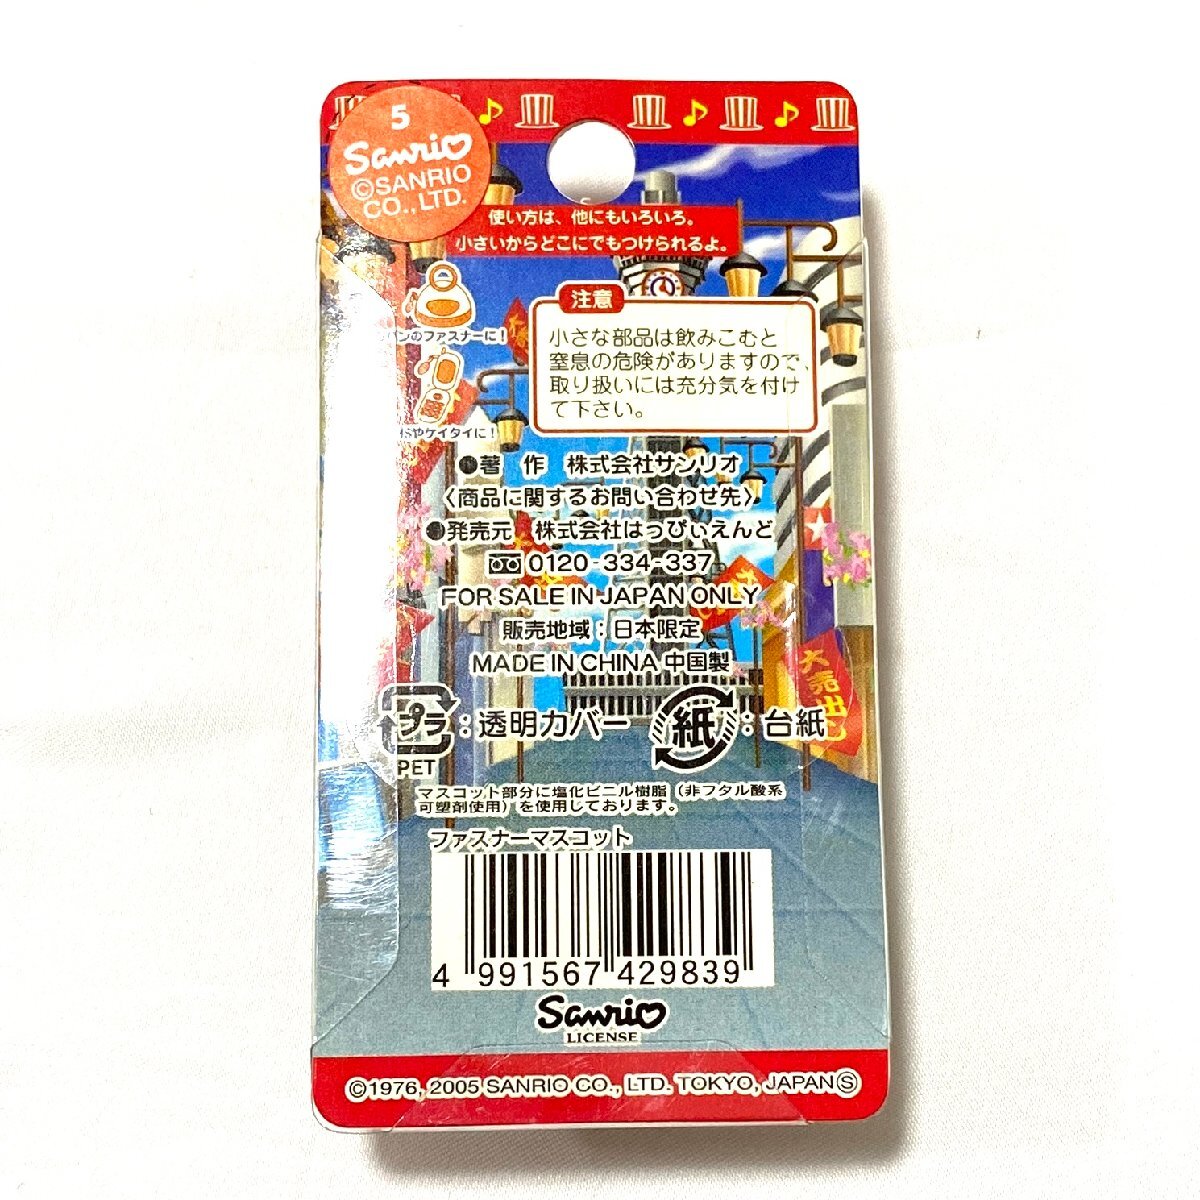 5
Sanrio
©SANRIO
CO., LTD.
使い方は、他にもいろいろ。
小さいからどこにでもつけられるよ。
バンのファスナーに!
やケイタイに!
注意
小さな部品は飲みこむと
窒息の危険がありますので、
取り扱いには充分気を付け
て下さい。
●著 作 株式会社サンリオ
〈商品に関するお問い合わせ先〉
●発売元 株式会社はっぴぃえんど
0120-334-337
FOR SALE IN JAPAN ONLY
販売地域:日本限定
MADE IN CHINA 中国製
プラ:透明カバー 紙:台紙
PET
マスコット部分に塩化ビニル樹脂(非フタル酸系
可塑剤使用)を使用しております。
ファスナーマスコット
4 991567 429839
Sanrio
LICENSE
©1976, 2005 SANRIO CO., LTD. TOKYO, JAPANⓈ
大売出し